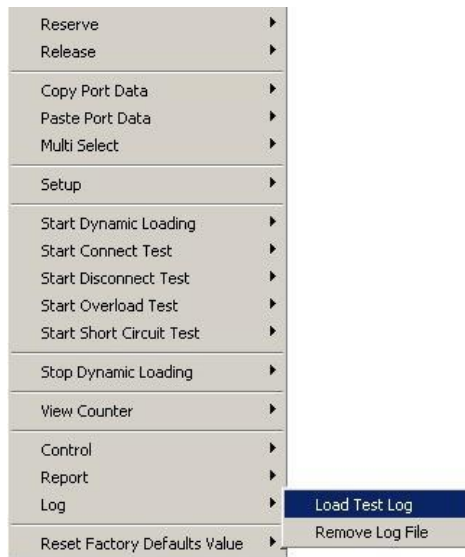 Reserve
Release
Copy Port Data
Paste Port Data
Multi Select
Setup
Start Dynamic Loading
Start Connect Test
Start Disconnect Test
Start Overload Test
Start Short Circuit Test
Stop Dynamic Loading
View Counter
Control
Report
Log
Load Test Log
Remove Log File
Reset Factory Defaults Value